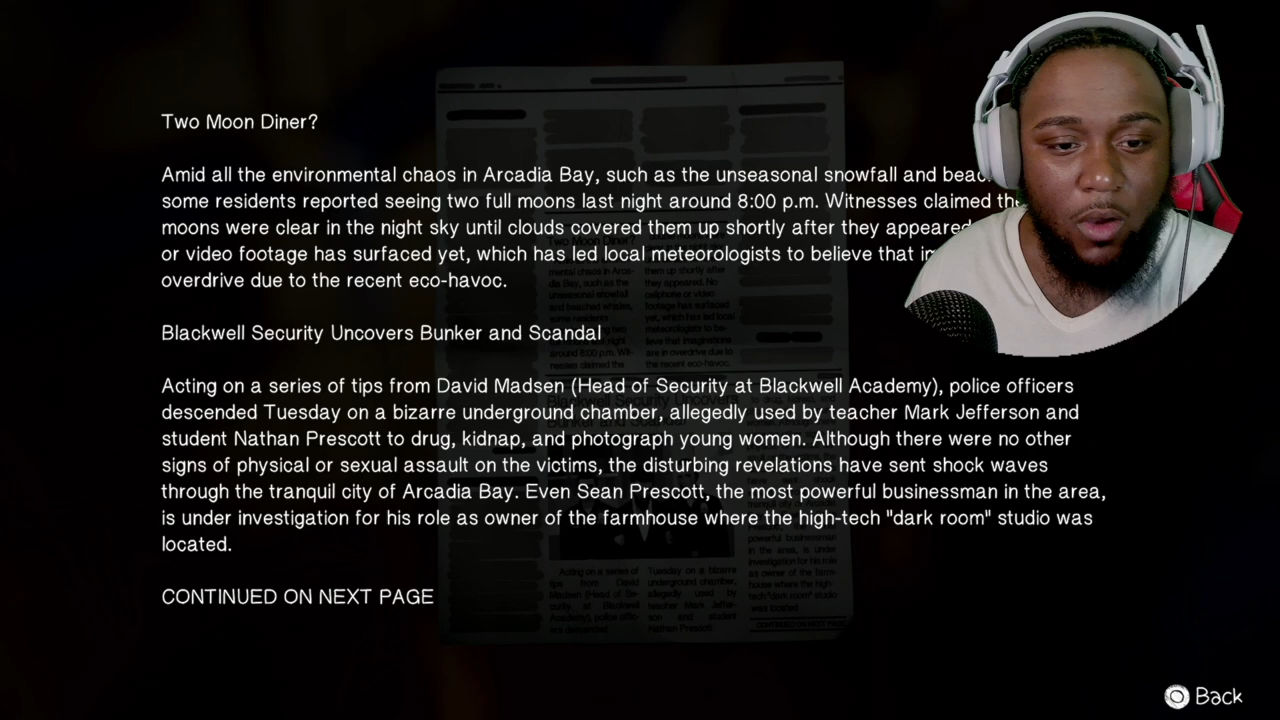 Two Moon Diner?
Amid all the environmental chaos in Arcadia Bay, such as the unseasonal snowfall and
some residents reported seeing two full moons last night around 8:00 p.m. Witnesses claimed
moons were clear in the night sky until clouds covered them up shortly after they appeared
or video footage has surfaced yet, which has led local meteorologists to believe that
overdrive due to the recent eco-havoc.
Blackwell Security Uncovers Bunker and Scandal
Acting on a series of tips from David Madsen (Head of Security at Blackwell Academy), police officers
descended Tuesday on a bizarre underground chamber, allegedly used by teacher Mark Jefferson and
student Nathan Prescott to drug, kidnap, and photograph young women. Although there were no other
signs of physical or sexual assault on the victims, the disturbing revelations have sent shock waves
through the tranquil city of Arcadia Bay. Even Sean Prescott, the most powerful businessman in the area,
is under investigation for his role as owner of the farmhouse where the high-tech "dark room" studio was
located.
CONTINUED ON NEXT PAGE
Back